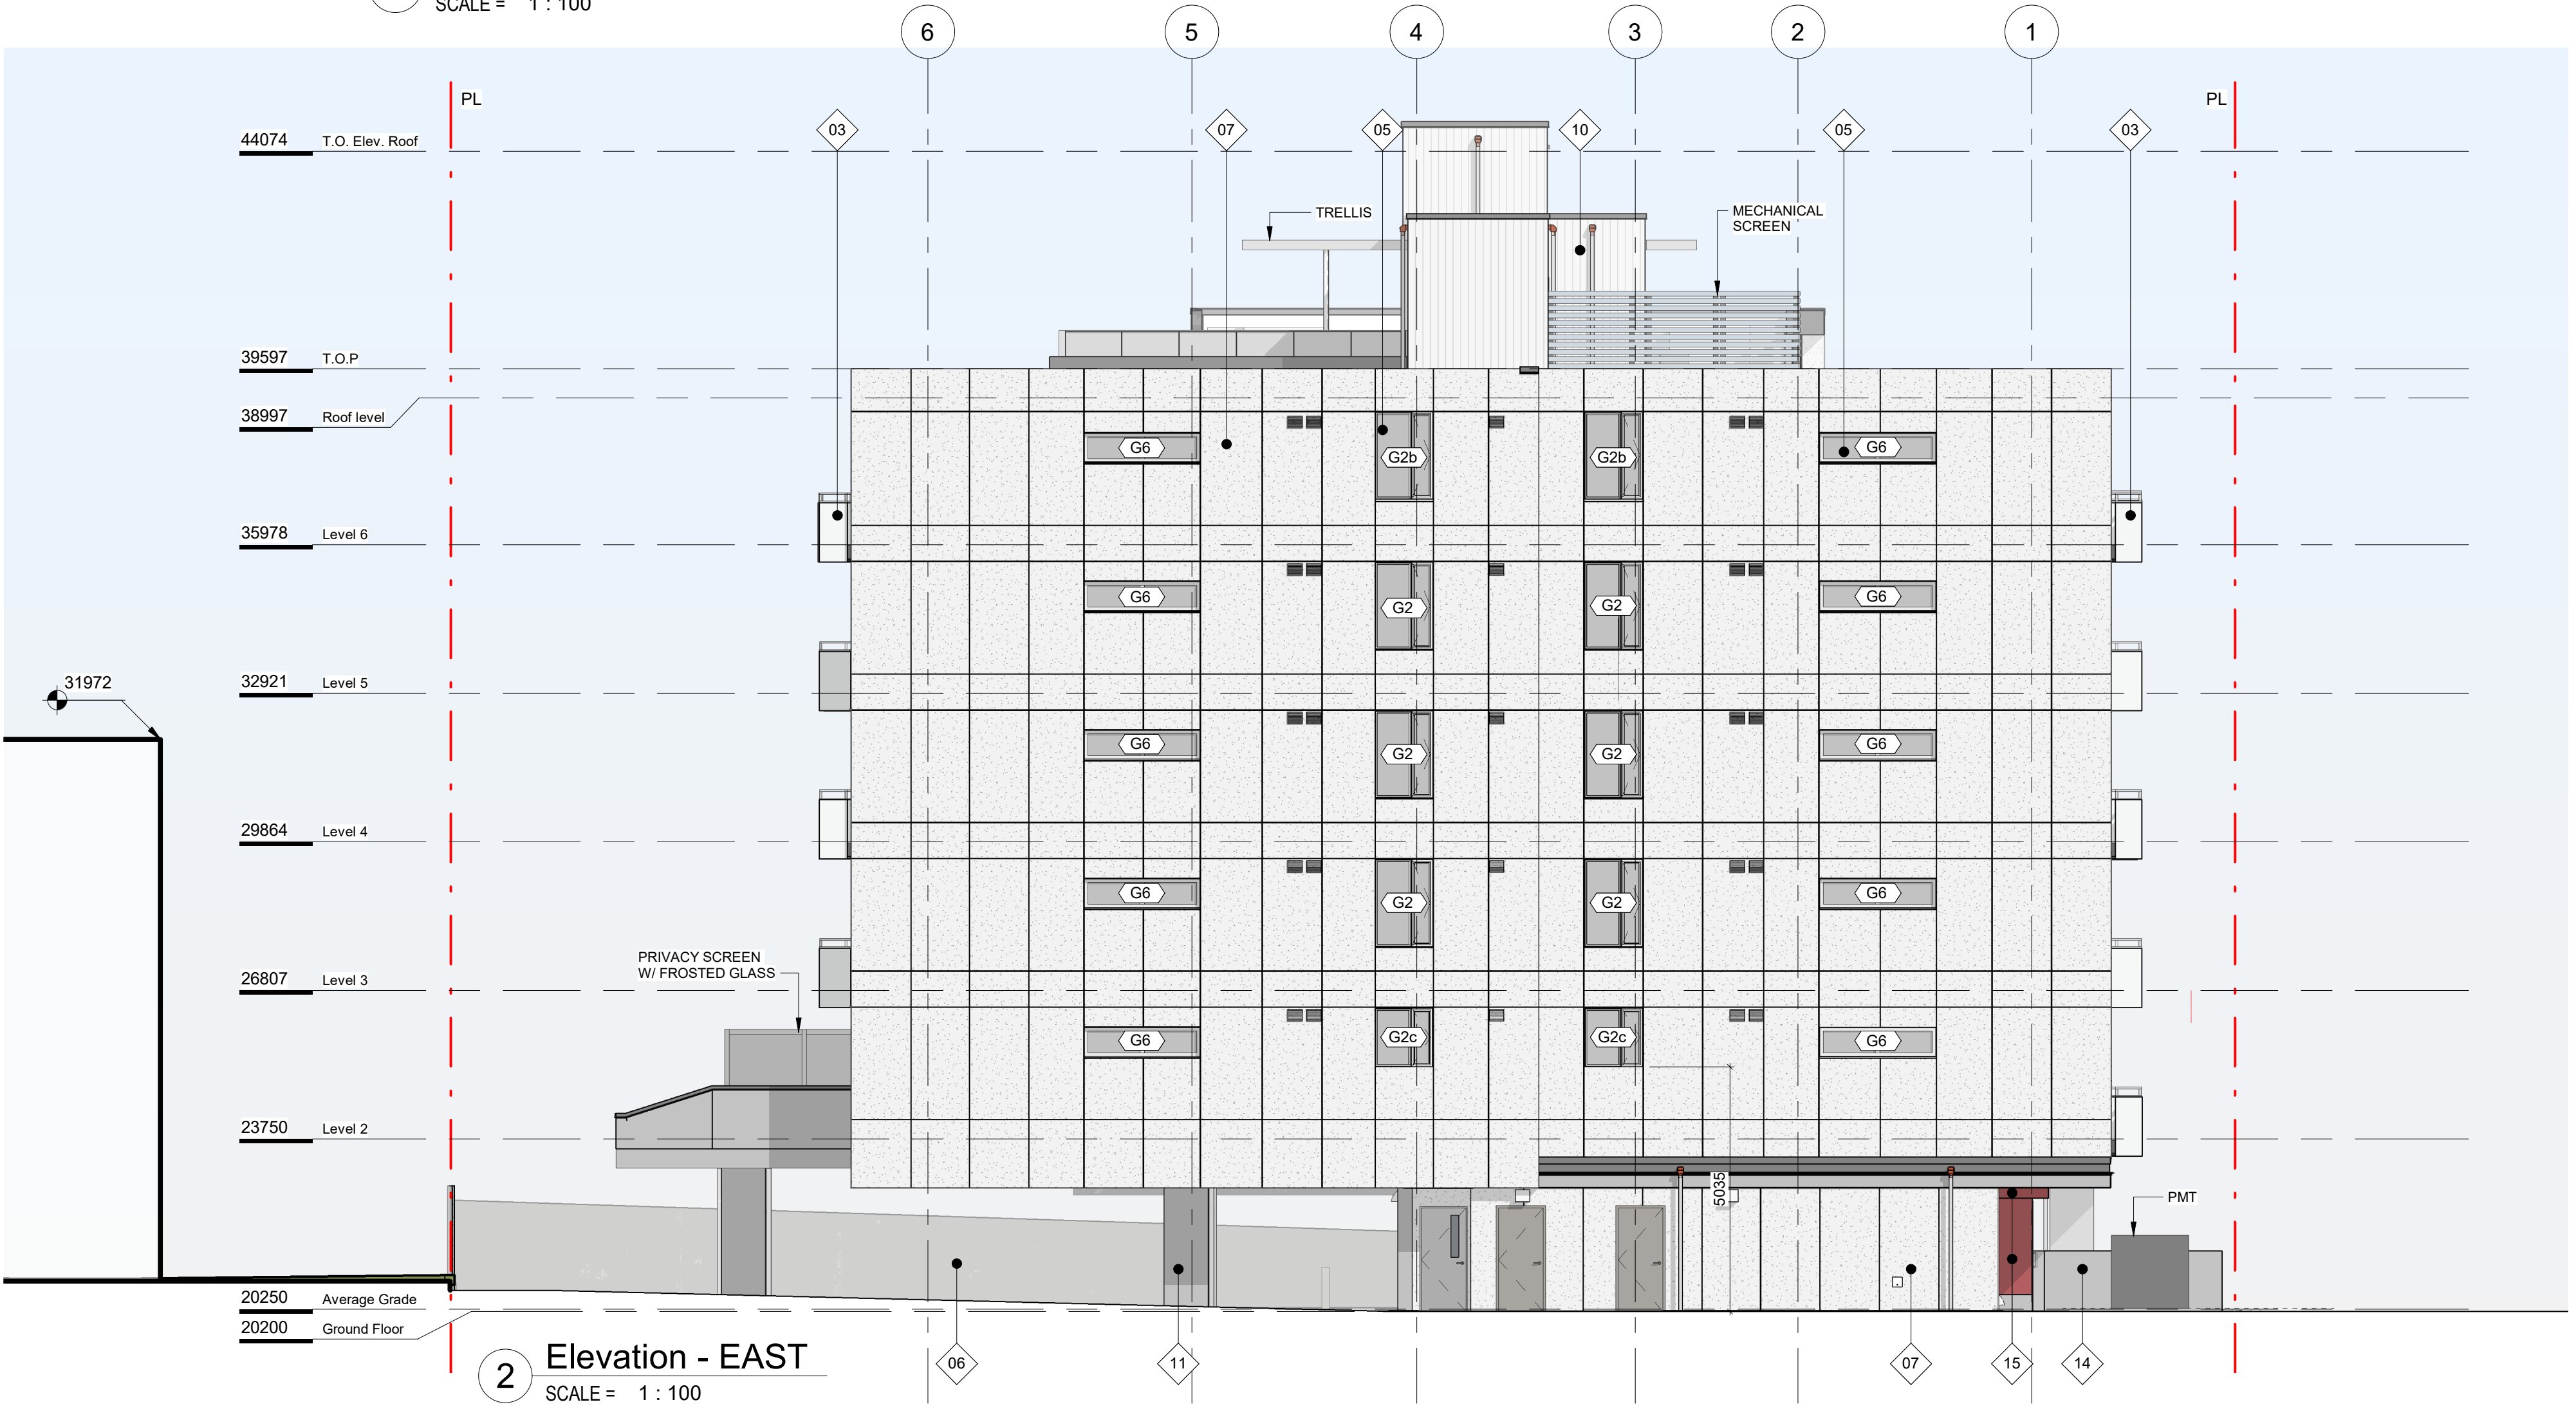 SCALE = 1 : 100
6 5 4 3 2 1
PL PL
03 07 05 10 05 03
44074 T.O. Elev. Roof
TRELLIS
MECHANICAL
SCREEN
39597 T.O.P
38997 Roof level
G6 G2b G2b G6
35978 Level 6
G6 G2 G2 G6
31972
32921 Level 5
G6 G2 G2 G6
29864 Level 4
G6 G2 G2 G6
PRIVACY SCREEN
W/ FROSTED GLASS
26807 Level 3
G6 G2c G2c G6
23750 Level 2
5035
PMT
20250 Average Grade
20200 Ground Floor
06 11 07 15 14
2 Elevation - EAST
SCALE = 1 : 100